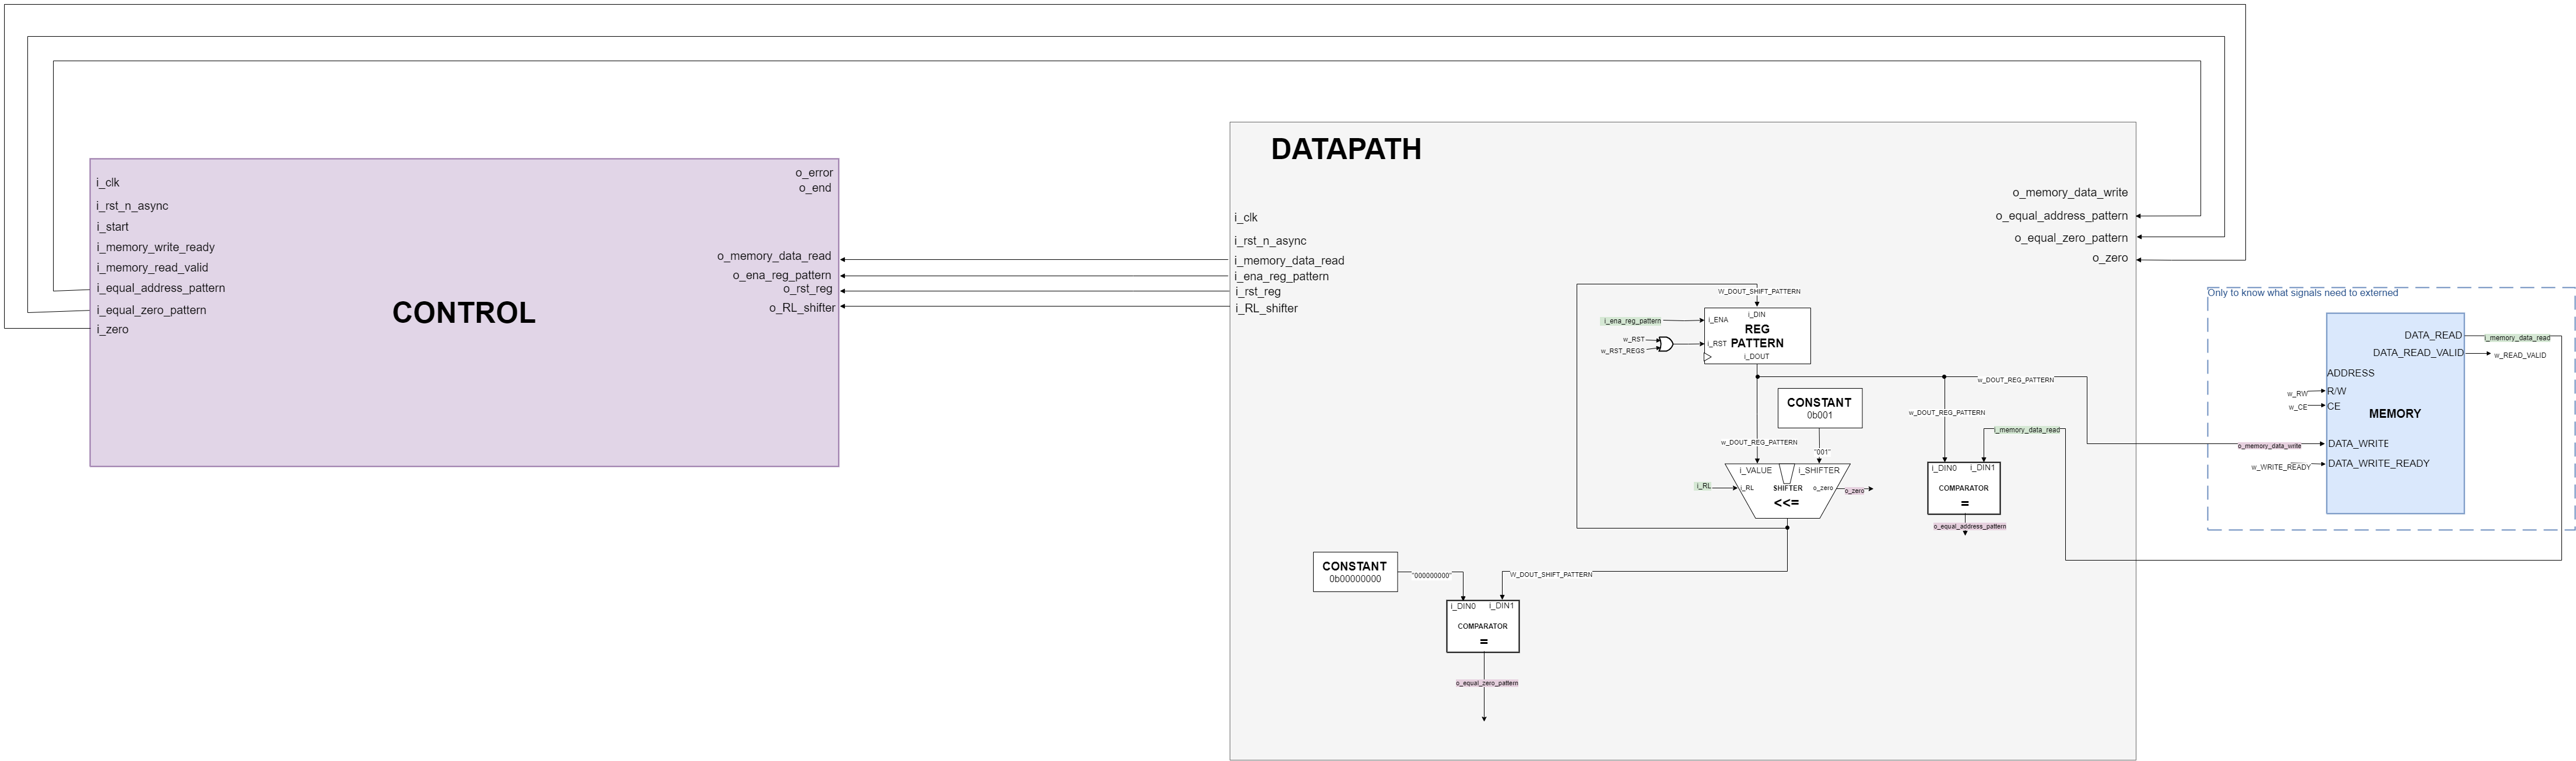 CONTROL
i_clk
i_rst_n_async
i_start
i_memory_write_ready
i_memory_read_valid
i_equal_address_pattern
i_equal_zero_pattern
i_zero
o_error
o_end
o_memory_data_read
o_ena_reg_pattern
o_rst_reg
o_RL_shifter
DATAPATH
i_clk
i_rst_n_async
i_memory_data_read
i_ena_reg_pattern
i_rst_reg
i_RL_shifter
o_memory_data_write
o_equal_address_pattern
o_equal_zero_pattern
o_zero
W_DOUT_SHIFT_PATTERN
i_ena_reg_pattern
w_RST
w_RST_REGS
i_DIN
i_ENA
REG
i_RST PATTERN
i_DOUT
w_DOUT_REG_PATTERN
CONSTANT
0b001
w_DOUT_REG_PATTERN
"001"
w_DOUT_REG_PATTERN
i_memory_data_read
i_VALUE
i_SHIFTER
i_RL
i_RL
SHIFTER
o_zero
<<=
o_zero
i_DIN0
i_DIN1
COMPARATOR
=
o_equal_address_pattern
CONSTANT
0b00000000
"000000000"
W_DOUT_SHIFT_PATTERN
i_DIN0
i_DIN1
COMPARATOR
=
o_equal_zero_pattern
Only to know what signals need to externed
DATA_READ
i_memory_data_read
DATA_READ_VALID
w_READ_VALID
ADDRESS
w_RW
R/W
w_CE
CE
MEMORY
o_memory_data_write
DATA_WRITE
w_WRITE_READY
DATA_WRITE_READY